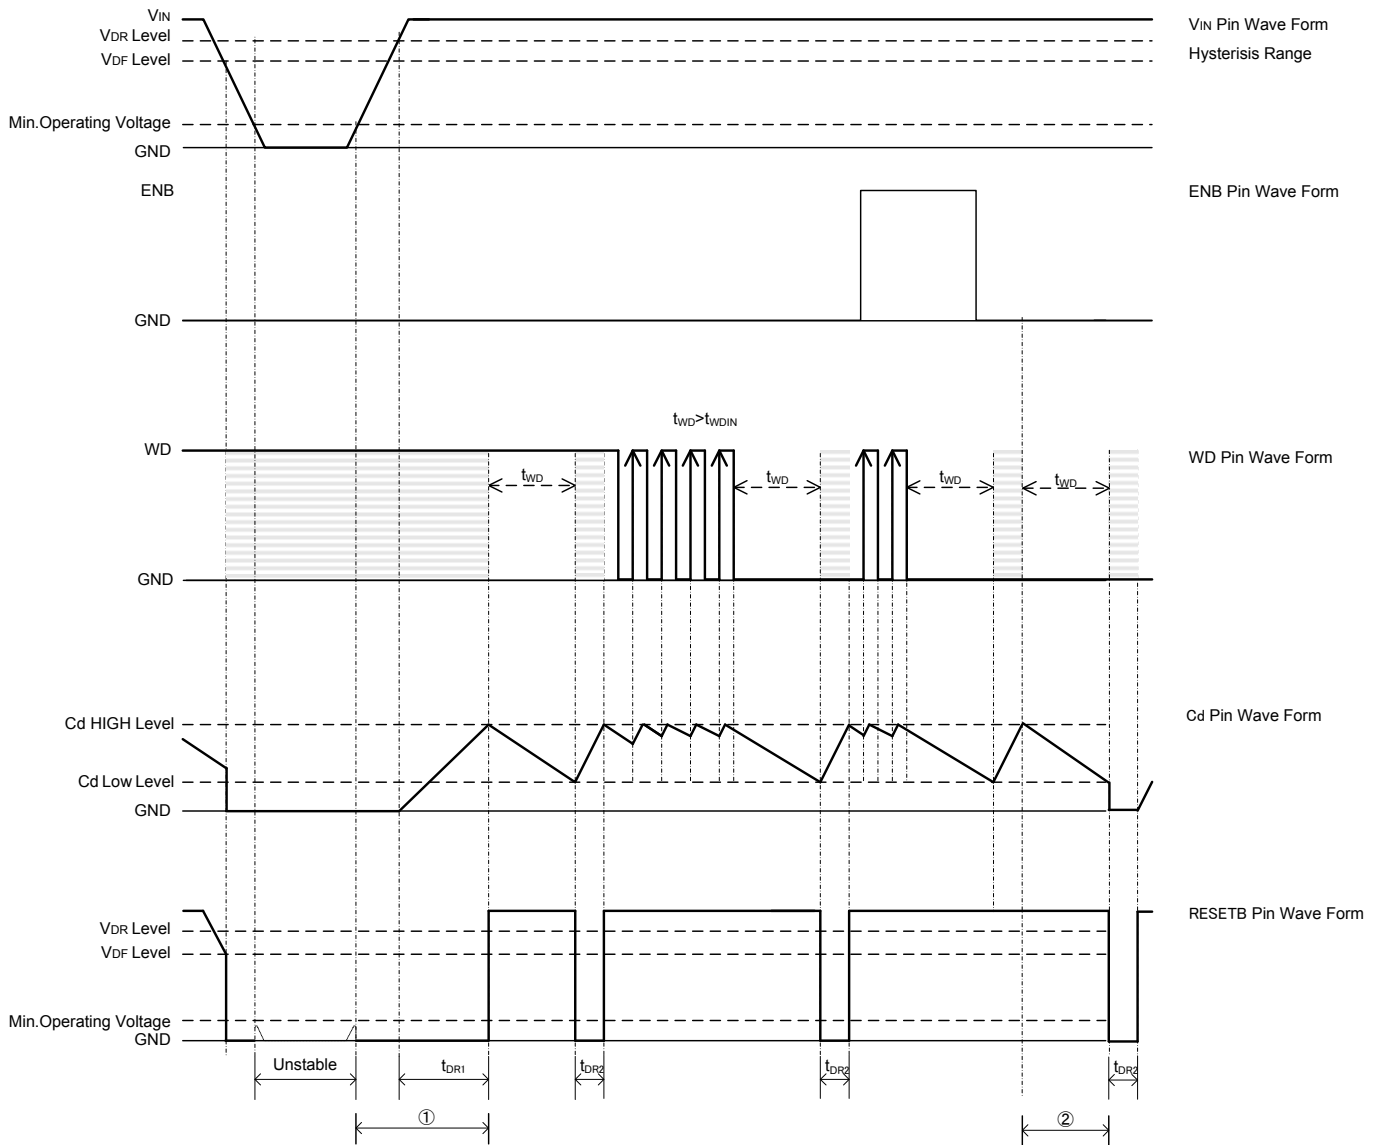 VIN
VDR Level
VDF Level
Min.Operating Voltage
GND
VIN Pin Wave Form
Hysterisis Range
ENB
GND
ENB Pin Wave Form
tWD>tWDIN
WD
GND
tWD
tWD
tWD
tWD
WD Pin Wave Form
Cd HIGH Level
Cd Low Level
GND
Cd Pin Wave Form
VDR Level
VDF Level
Min.Operating Voltage
GND
RESETB Pin Wave Form
Unstable
tDR1
tDR2
tDR2
tDR2
①
②